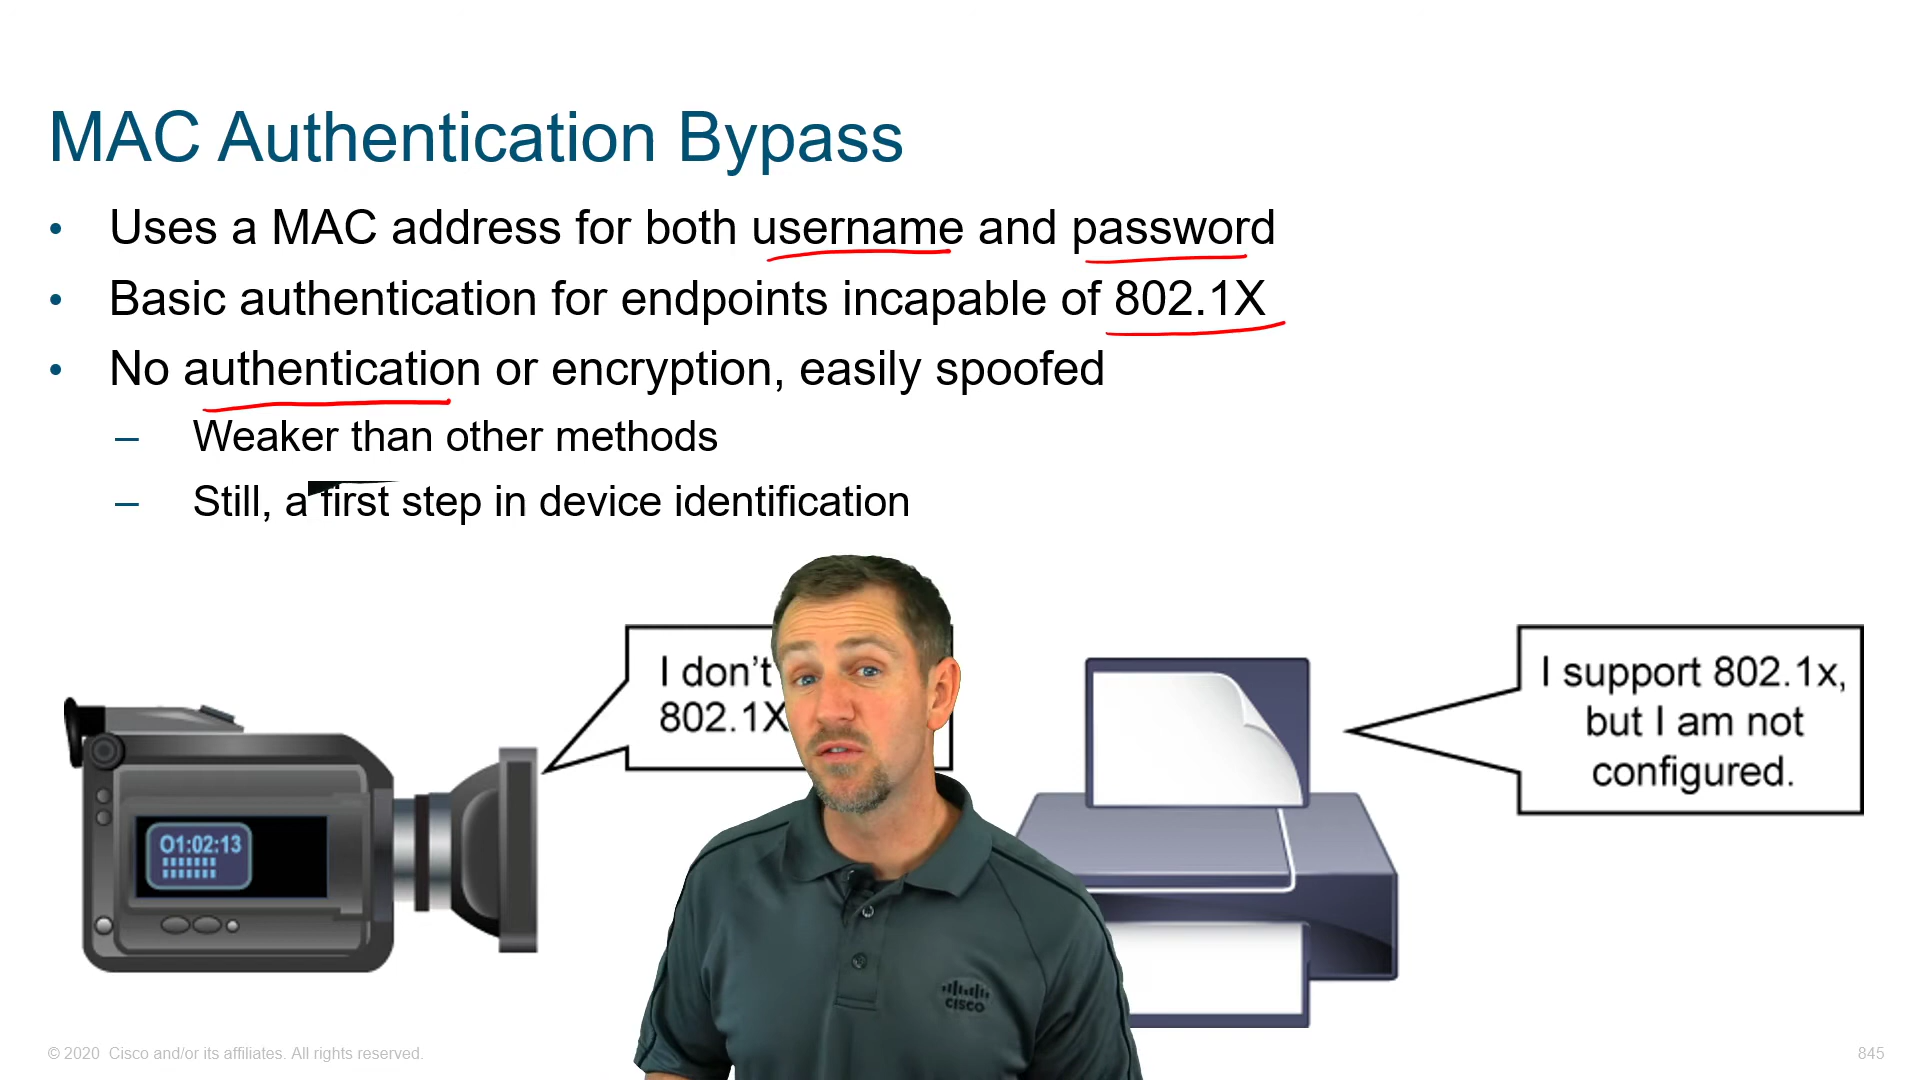 MAC Authentication Bypass
• Uses a MAC address for both username and password
• Basic authentication for endpoints incapable of 802.1X
• No authentication or encryption, easily spoofed
– Weaker than other methods
– Still, a first step in device identification
I don't
802.1X
I support 802.1x,
but I am not
configured.
01:02:13
cisco
© 2020 Cisco and/or its affiliates. All rights reserved.
845